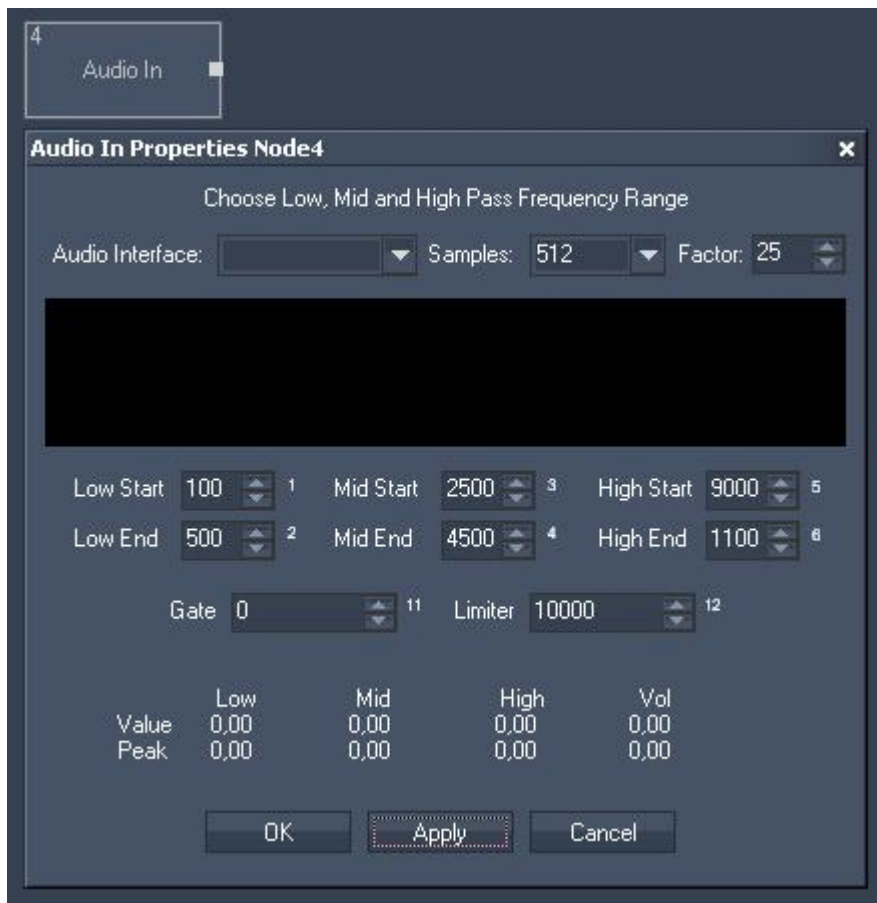 4
Audio In
Audio In Properties Node4
Choose Low, Mid and High Pass Frequency Range
Audio Interface: Samples: 512 Factor: 25
Low Start 100 1 Mid Start 2500 3 High Start 9000 5
Low End 500 2 Mid End 4500 4 High End 1100 6
Gate 0 11 Limiter 10000 12
Low Mid High Vol
Value 0,00 0,00 0,00 0,00
Peak 0,00 0,00 0,00 0,00
OK Apply Cancel